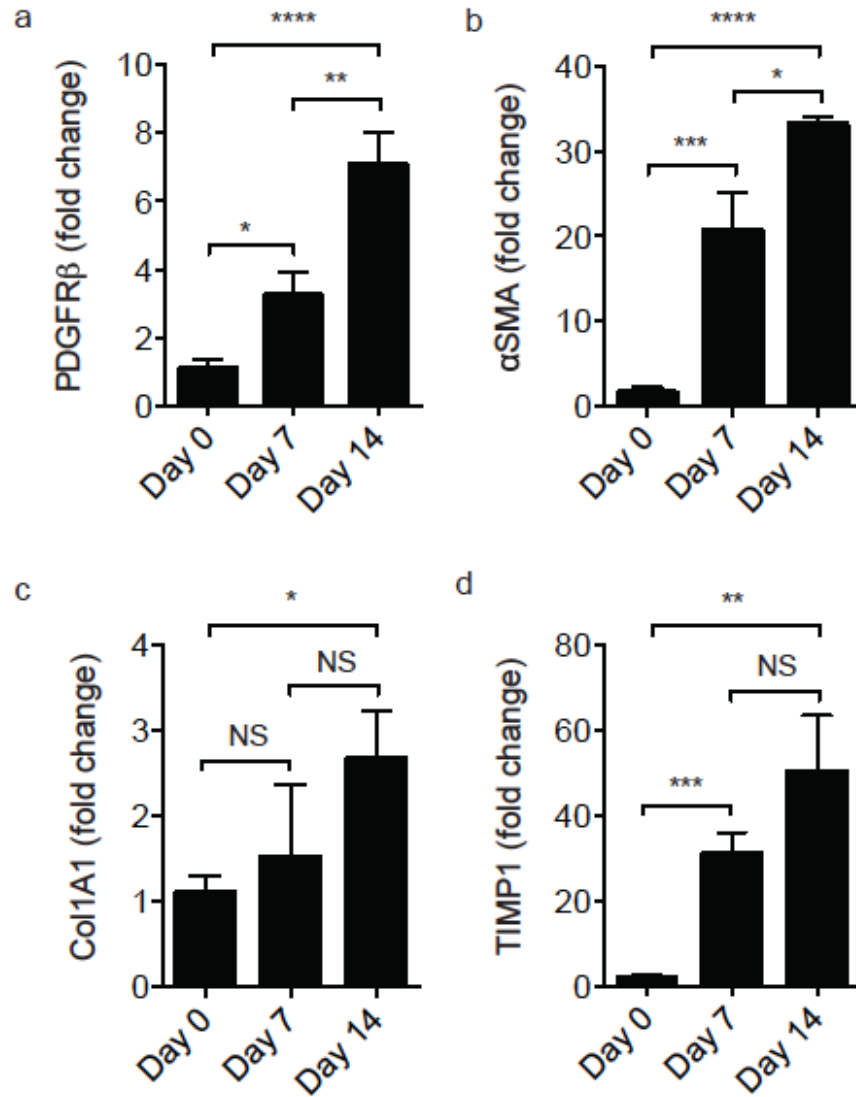 a
****
**
*
PDGFRβ (fold change)
10
8
6
4
2
0
Day 0
Day 7
Day 14
b
****
*
***
αSMA (fold change)
40
30
20
10
0
Day 0
Day 7
Day 14
c
*
NS
NS
Col1A1 (fold change)
4
3
2
1
0
Day 0
Day 7
Day 14
d
**
NS
***
TIMP1 (fold change)
80
60
40
20
0
Day 0
Day 7
Day 14